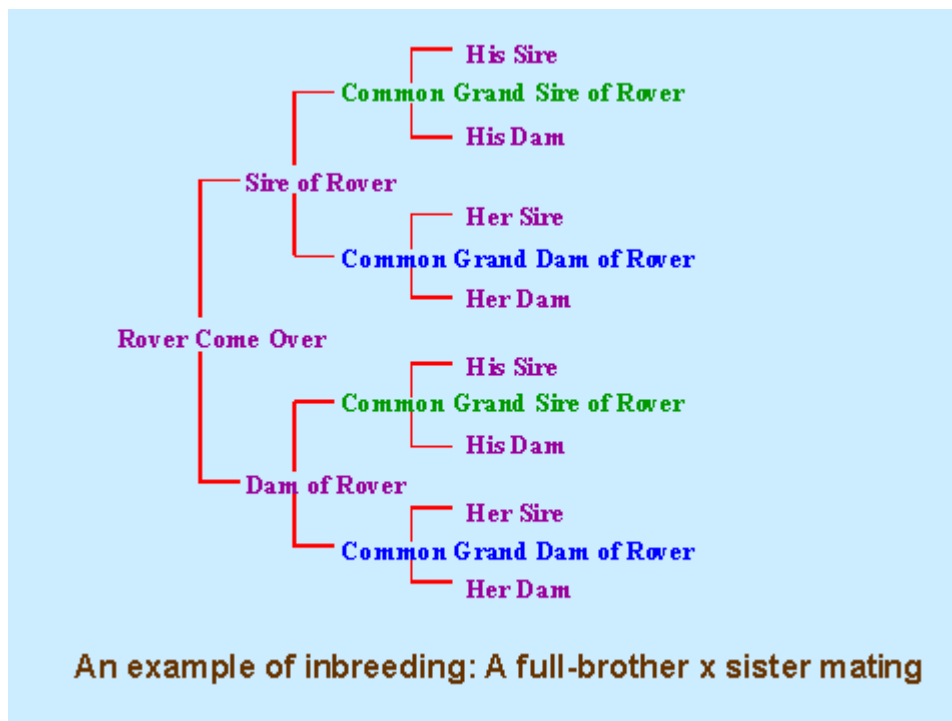 His Sire
Common Grand Sire of Rover
His Dam
Sire of Rover
Her Sire
Common Grand Dam of Rover
Her Dam
Rover Come Over
His Sire
Common Grand Sire of Rover
His Dam
Dam of Rover
Her Sire
Common Grand Dam of Rover
Her Dam
An example of inbreeding: A full-brother x sister mating